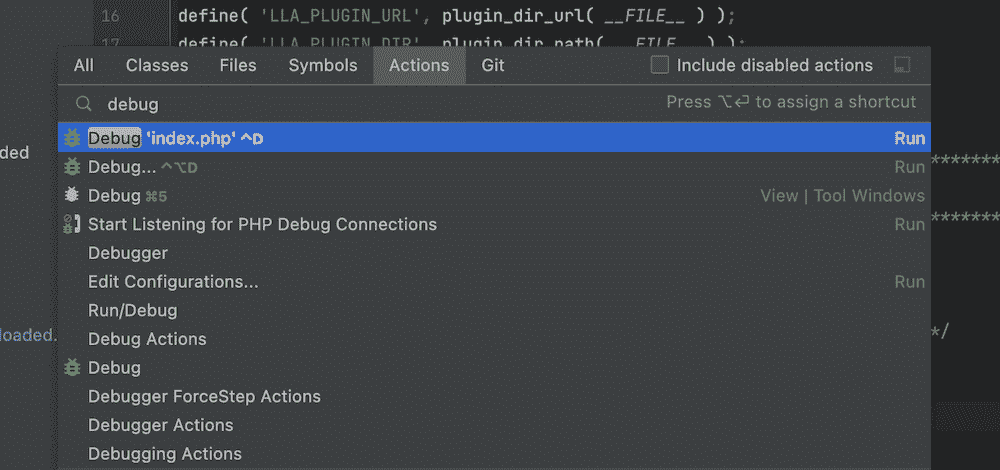 16 define( 'LLA_PLUGIN_URL', plugin_dir_url( __FILE__ ) );
17 define( 'LLA_PLUGIN_DIR', plugin_dir_path( __FILE__ ) );
All Classes Files Symbols Actions Git Include disabled actions
debug Press ⌥⏎ to assign a shortcut
Debug 'index.php' ^D Run
ded
Debug... ^⌥D Run *******
Debug ⌘5 View | Tool Windows
Start Listening for PHP Debug Connections Run *******
Debugger
Edit Configurations... Run
Run/Debug
loaded. Debug Actions */
Debug
Debugger ForceStep Actions
Debugger Actions
Debugging Actions